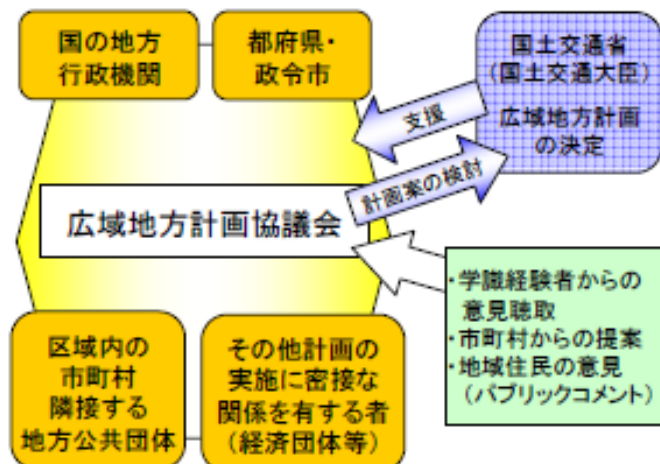 国の地方
行政機関
都府県・
政令市
国土交通省
（国土交通大臣）
広域地方計画
の決定
支援
計画案の検討
広域地方計画協議会
・学識経験者からの
意見聴取
・市町村からの提案
・地域住民の意見
（パブリックコメント）
区域内の
市町村
隣接する
地方公共団体
その他計画の
実施に密接な
関係を有する者
（経済団体等）